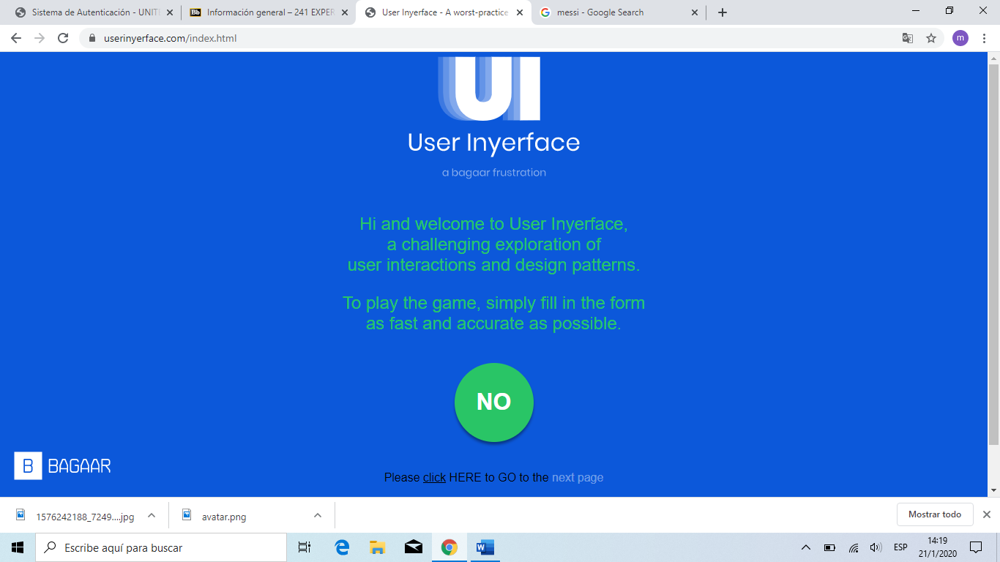 Sistema de Autenticación - UNIT
Información general – 241 EXPER
User Inyerface - A worst-practice
messi - Google Search
userinyerface.com/index.html
m
UI
User Inyerface
a bagaar frustration
Hi and welcome to User Inyerface,
a challenging exploration of
user interactions and design patterns.
To play the game, simply fill in the form
as fast and accurate as possible.
NO
B BAGAAR
Please click HERE to GO to the next page
1576242188_7249....jpg
avatar.png
Mostrar todo
Escribe aquí para buscar
ESP
14:19
21/1/2020